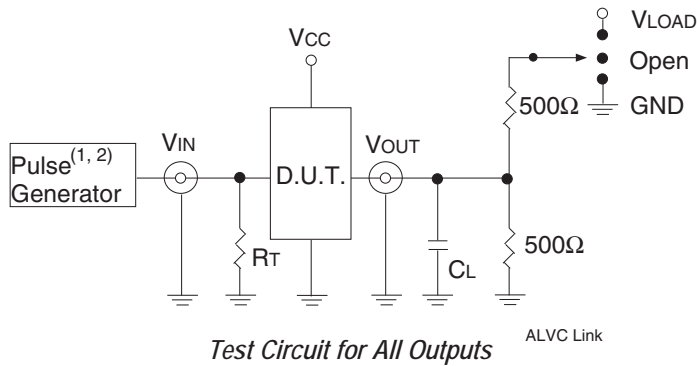 VLOAD
VCC
Open
500Ω
GND
VIN
VOUT
Pulse(1, 2)
Generator
D.U.T.
RT
CL
500Ω
ALVC Link
Test Circuit for All Outputs